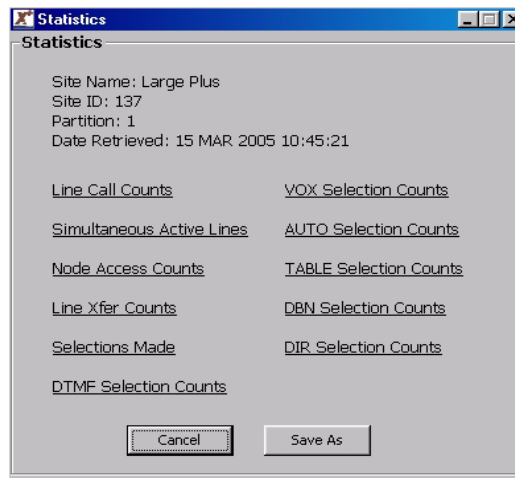 Statistics
Statistics
Site Name: Large Plus
Site ID: 137
Partition: 1
Date Retrieved: 15 MAR 2005 10:45:21
Line Call Counts
VOX Selection Counts
Simultaneous Active Lines
AUTO Selection Counts
Node Access Counts
TABLE Selection Counts
Line Xfer Counts
DBN Selection Counts
Selections Made
DIR Selection Counts
DTMF Selection Counts
Cancel
Save As